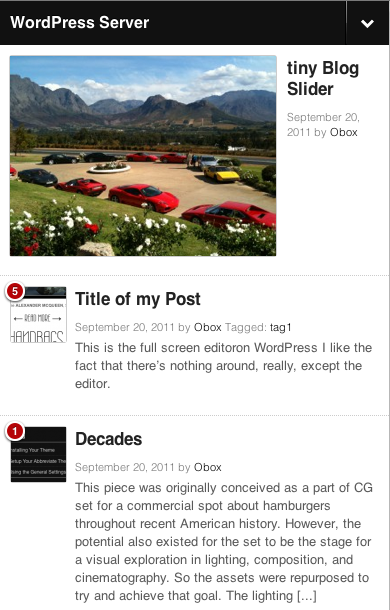 WordPress Server
tiny Blog
Slider
September 20,
2011 by Obox
5
ALEXANDER MCQUEEN
READ MORE
HANDBAGS
Title of my Post
September 20, 2011 by Obox Tagged: tag1
This is the full screen editoron WordPress I like the
fact that there's nothing around, really, except the
editor.
1
nstalling Your Theme
etup Your Abbreviate The
sing the General Settings
Decades
September 20, 2011 by Obox
This piece was originally conceived as a part of CG
set for a commercial spot about hamburgers
throughout recent American history. However, the
potential also existed for the set to be the stage for
a visual exploration in lighting, composition, and
cinematography. So the assets were repurposed to
try and achieve that goal. The lighting [...]